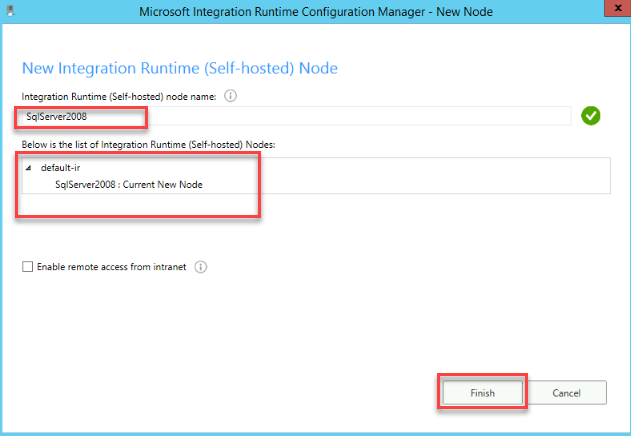 Microsoft Integration Runtime Configuration Manager - New Node
x
New Integration Runtime (Self-hosted) Node
Integration Runtime (Self-hosted) node name:
SqlServer2008
Below is the list of Integration Runtime (Self-hosted) Nodes:
default-ir
SqlServer2008 : Current New Node
Enable remote access from intranet
Finish
Cancel